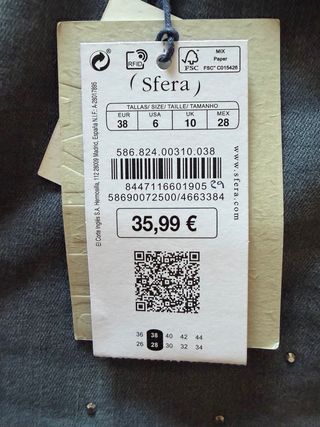 RFID
FSC
MIX
Paper
FSC® C015426
(Sfera)
TALLAS/ SIZE/ TAILLE/ TAMANHO
EUR USA UK MEX
38 6 10 28
586.824.00310.038
8447116601905 29
58690072500/4663384
35,99 €
36 38 40 42 44
26 28 30 32 34
www.sfera.com
El Corte Inglés S.A. Hermosilla, 112 28009 Madrid, España N.I.F. A-28017895